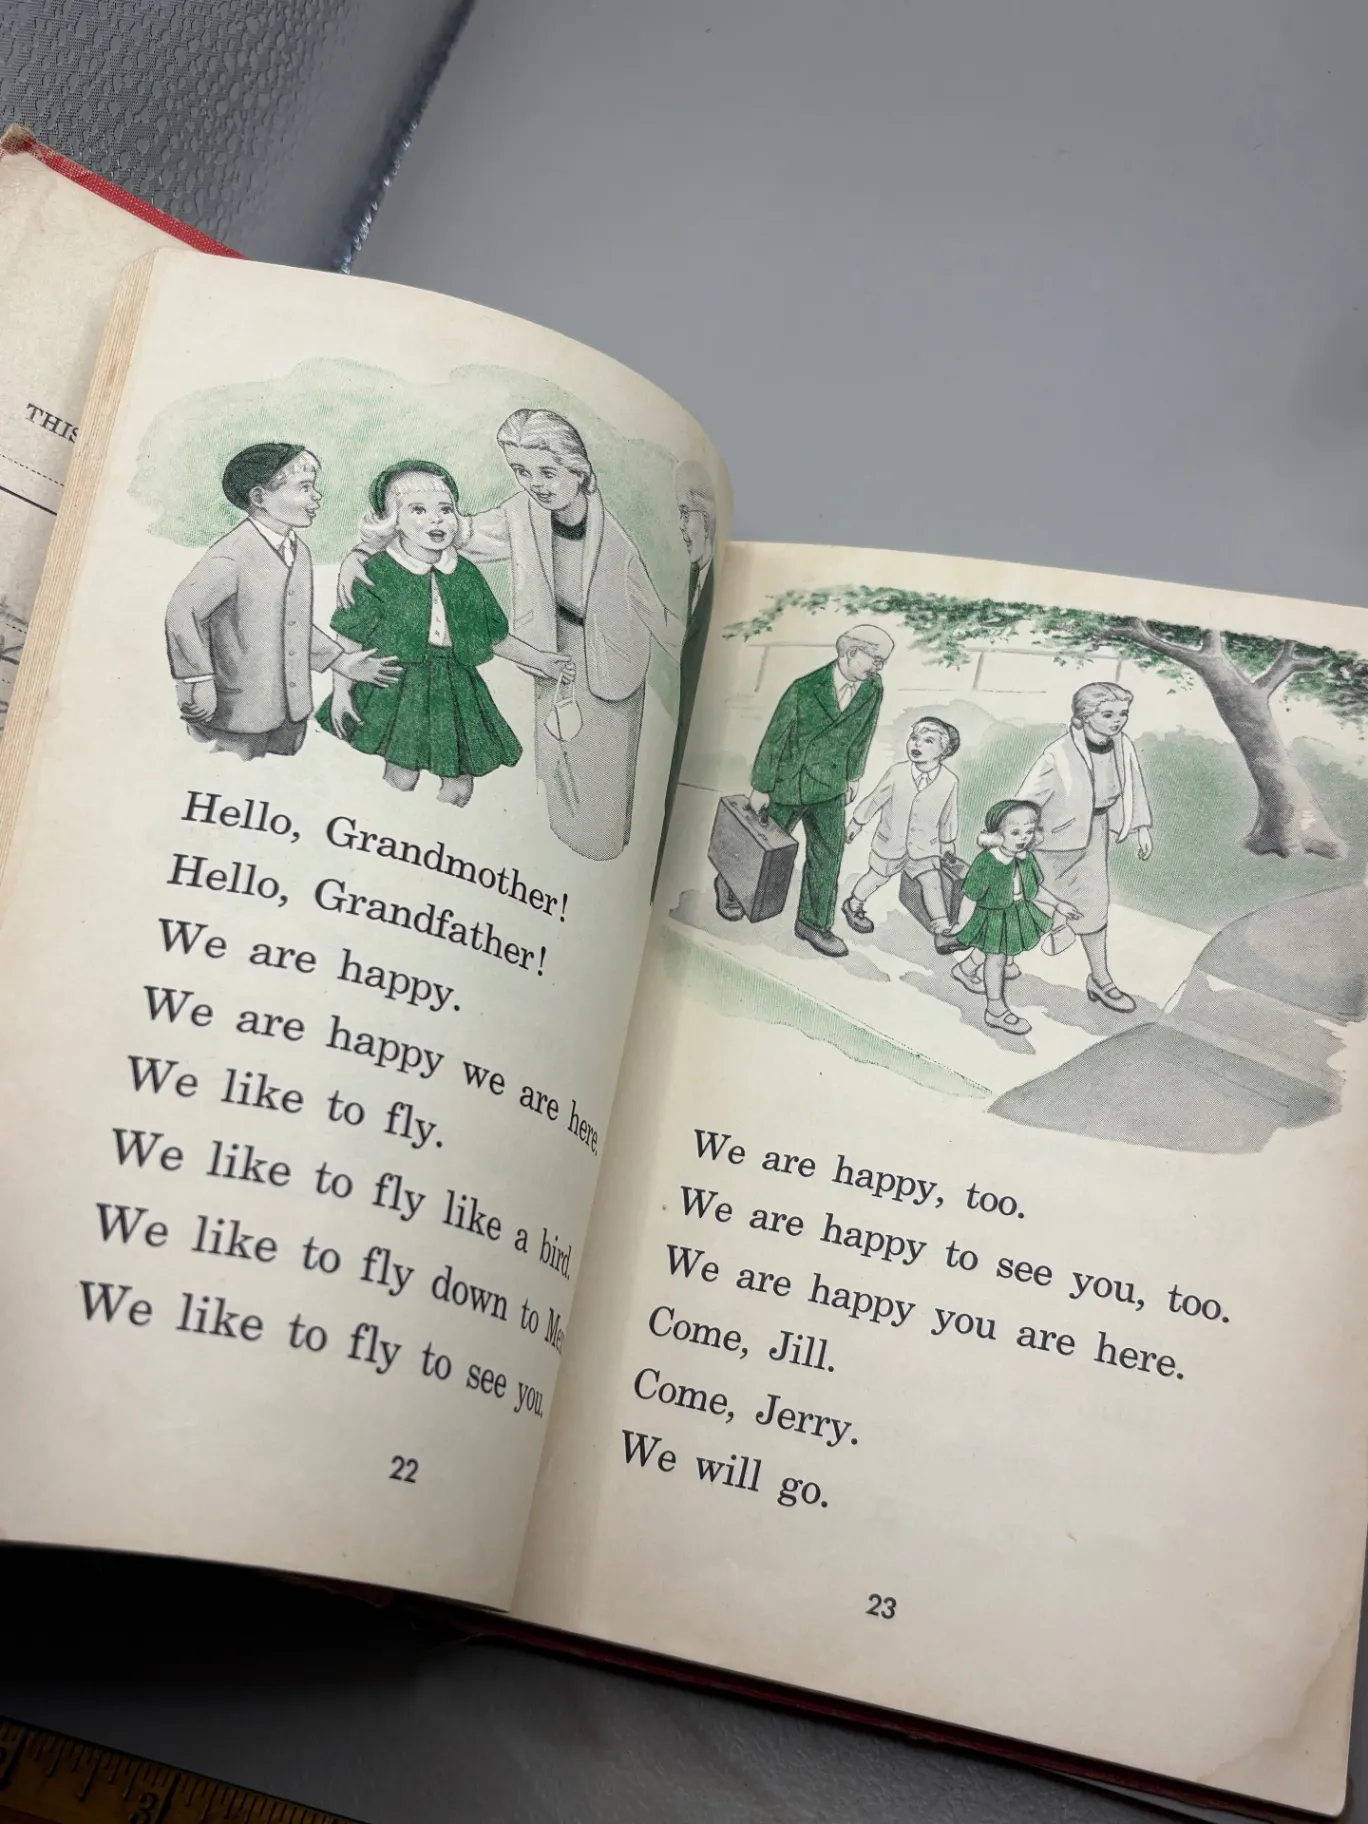 THIS
Hello, Grandmother!
Hello, Grandfather!
We are happy.
We are happy we are here.
We like to fly.
We like to fly like a bird.
We like to fly down to
We like to fly to see you.
22
We are happy, too.
We are happy to see you, too.
We are happy you are here.
Come, Jill.
Come, Jerry.
We will go.
23
3